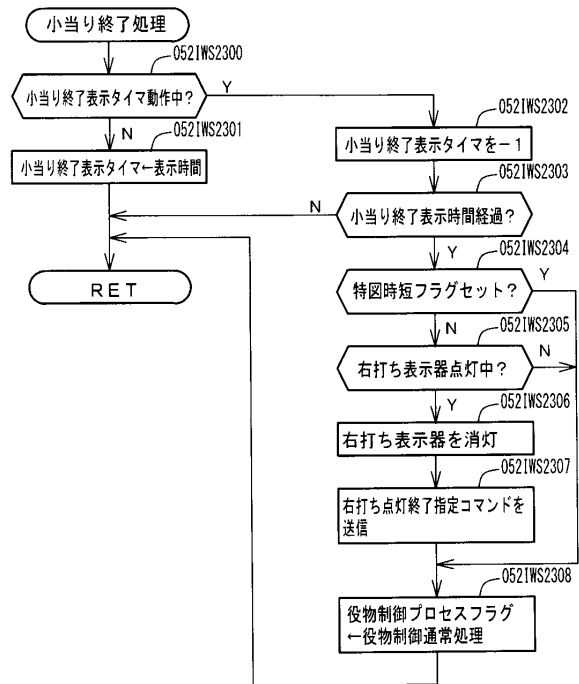 小当り終了処理
052IWS2300
小当り終了表示タイマ動作中？
Y
N
052IWS2301
小当り終了表示タイマ←表示時間
052IWS2302
小当り終了表示タイマを－１
052IWS2303
小当り終了表示時間経過？
N
Y
052IWS2304
特図時短フラグセット？
Y
N
052IWS2305
右打ち表示器点灯中？
N
Y
052IWS2306
右打ち表示器を消灯
052IWS2307
右打ち点灯終了指定コマンドを
送信
052IWS2308
役物制御プロセスフラグ
←役物制御通常処理
RET